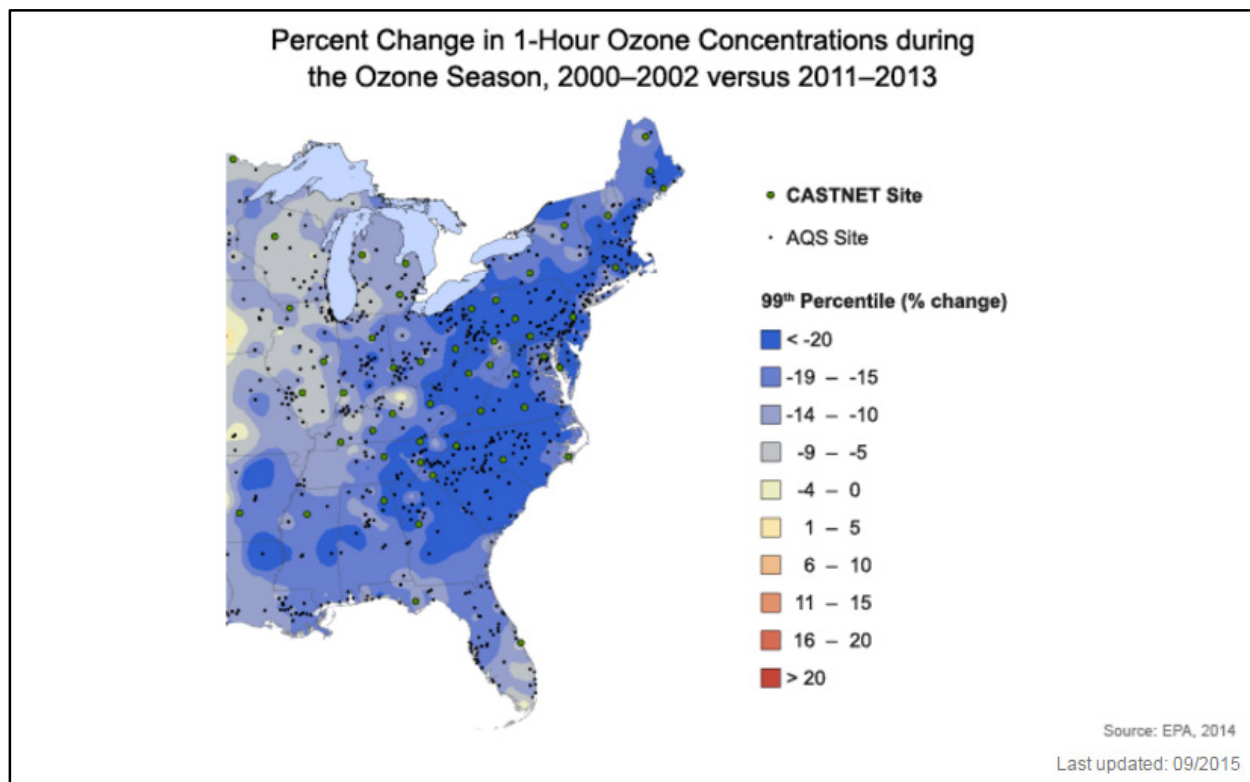 Percent Change in 1-Hour Ozone Concentrations during
the Ozone Season, 2000–2002 versus 2011–2013
CASTNET Site
AQS Site
99th Percentile (% change)
< -20
-19 – -15
-14 – -10
-9 – -5
-4 – 0
1 – 5
6 – 10
11 – 15
16 – 20
> 20
Source: EPA, 2014
Last updated: 09/2015